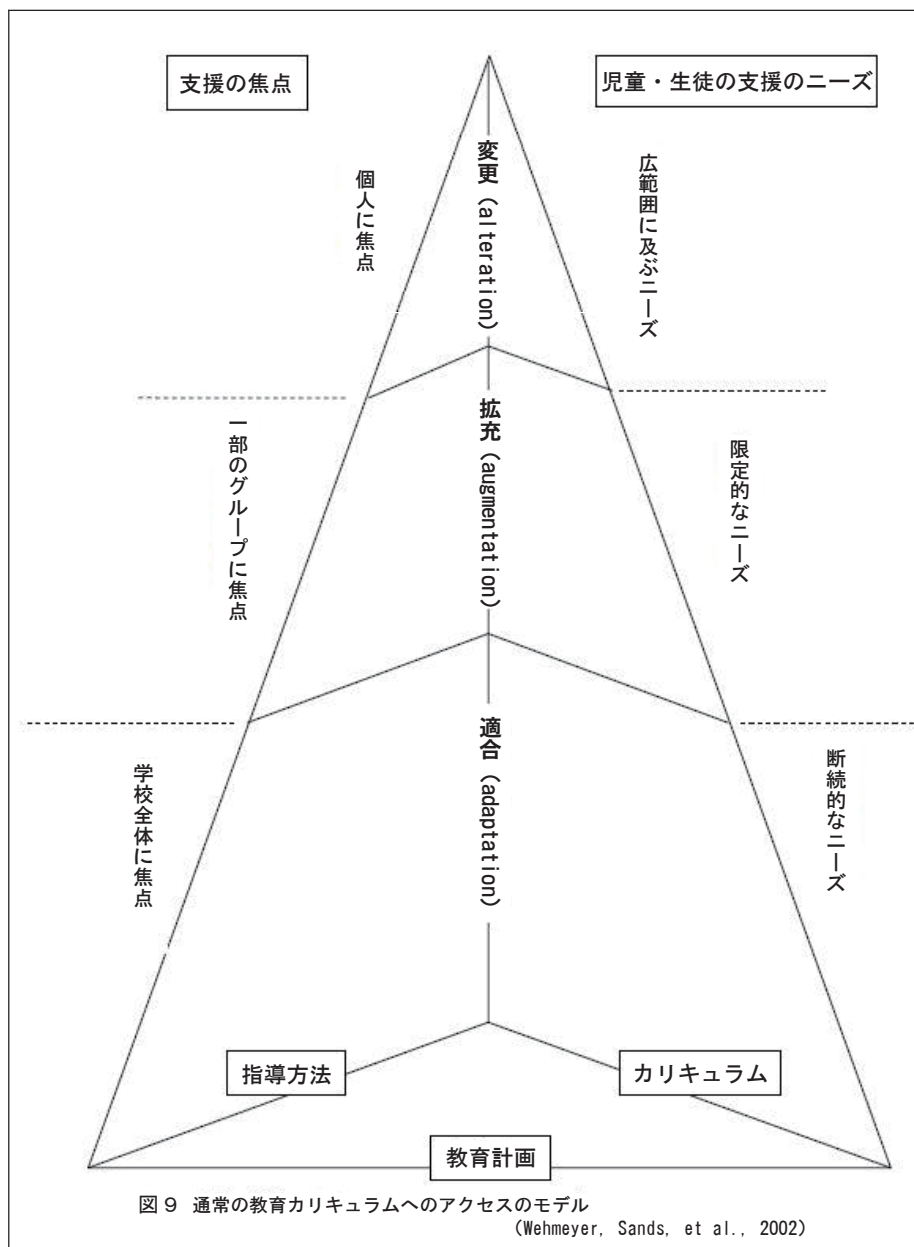 支援の焦点
児童・生徒の支援のニーズ
個人に焦点
変更 (alteration)
広範囲に及ぶニーズ
一部のグループに焦点
拡充 (augmentation)
限定的なニーズ
学校全体に焦点
適合 (adaptation)
断続的なニーズ
指導方法
カリキュラム
教育計画
図９ 通常の教育カリキュラムへのアクセスのモデル
(Wehmeyer, Sands, et al., 2002)